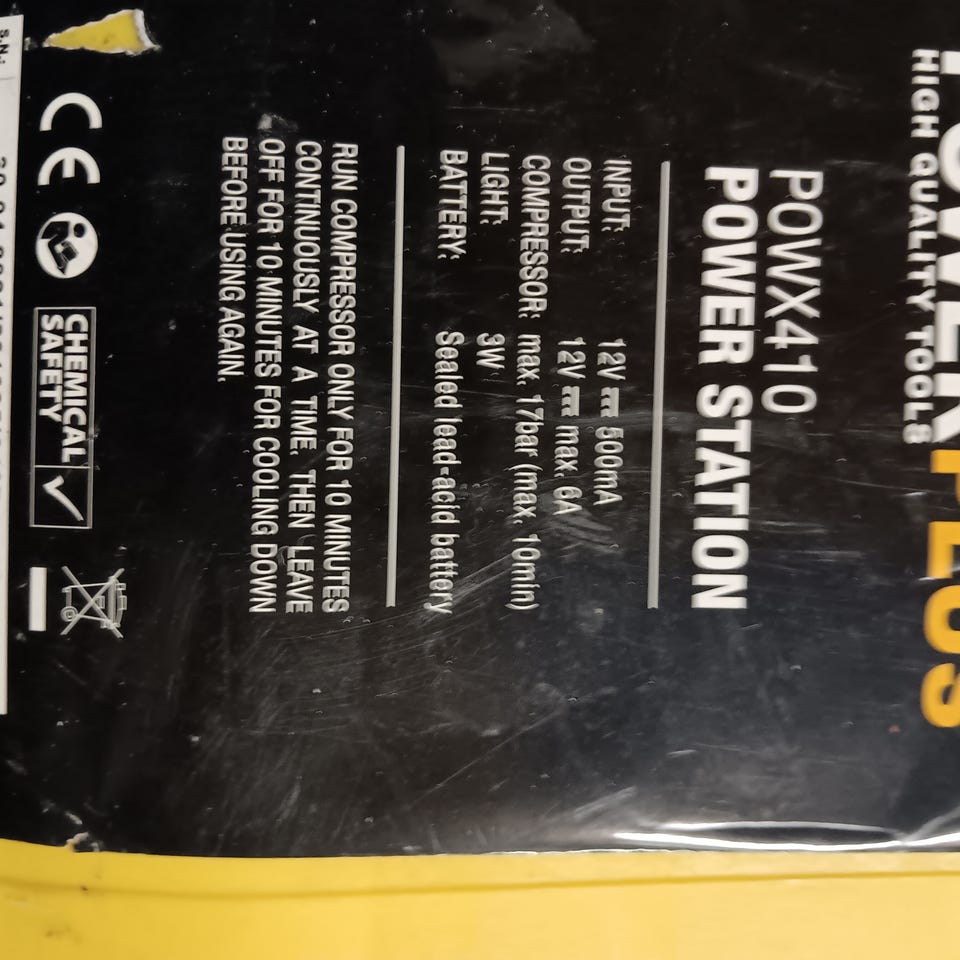 HIGH QUALITY TOOLS
POWX410
POWER STATION
INPUT: 12V ⎓ 500mA
OUTPUT: 12V ⎓ max. 6A
COMPRESSOR: max. 17bar (max. 10min)
LIGHT: 3W
BATTERY: Sealed lead-acid battery
RUN COMPRESSOR ONLY FOR 10 MINUTES
CONTINUOUSLY AT A TIME. THEN LEAVE
OFF FOR 10 MINUTES FOR COOLING DOWN
BEFORE USING AGAIN.
CE
CHEMICAL
SAFETY
S.N.: